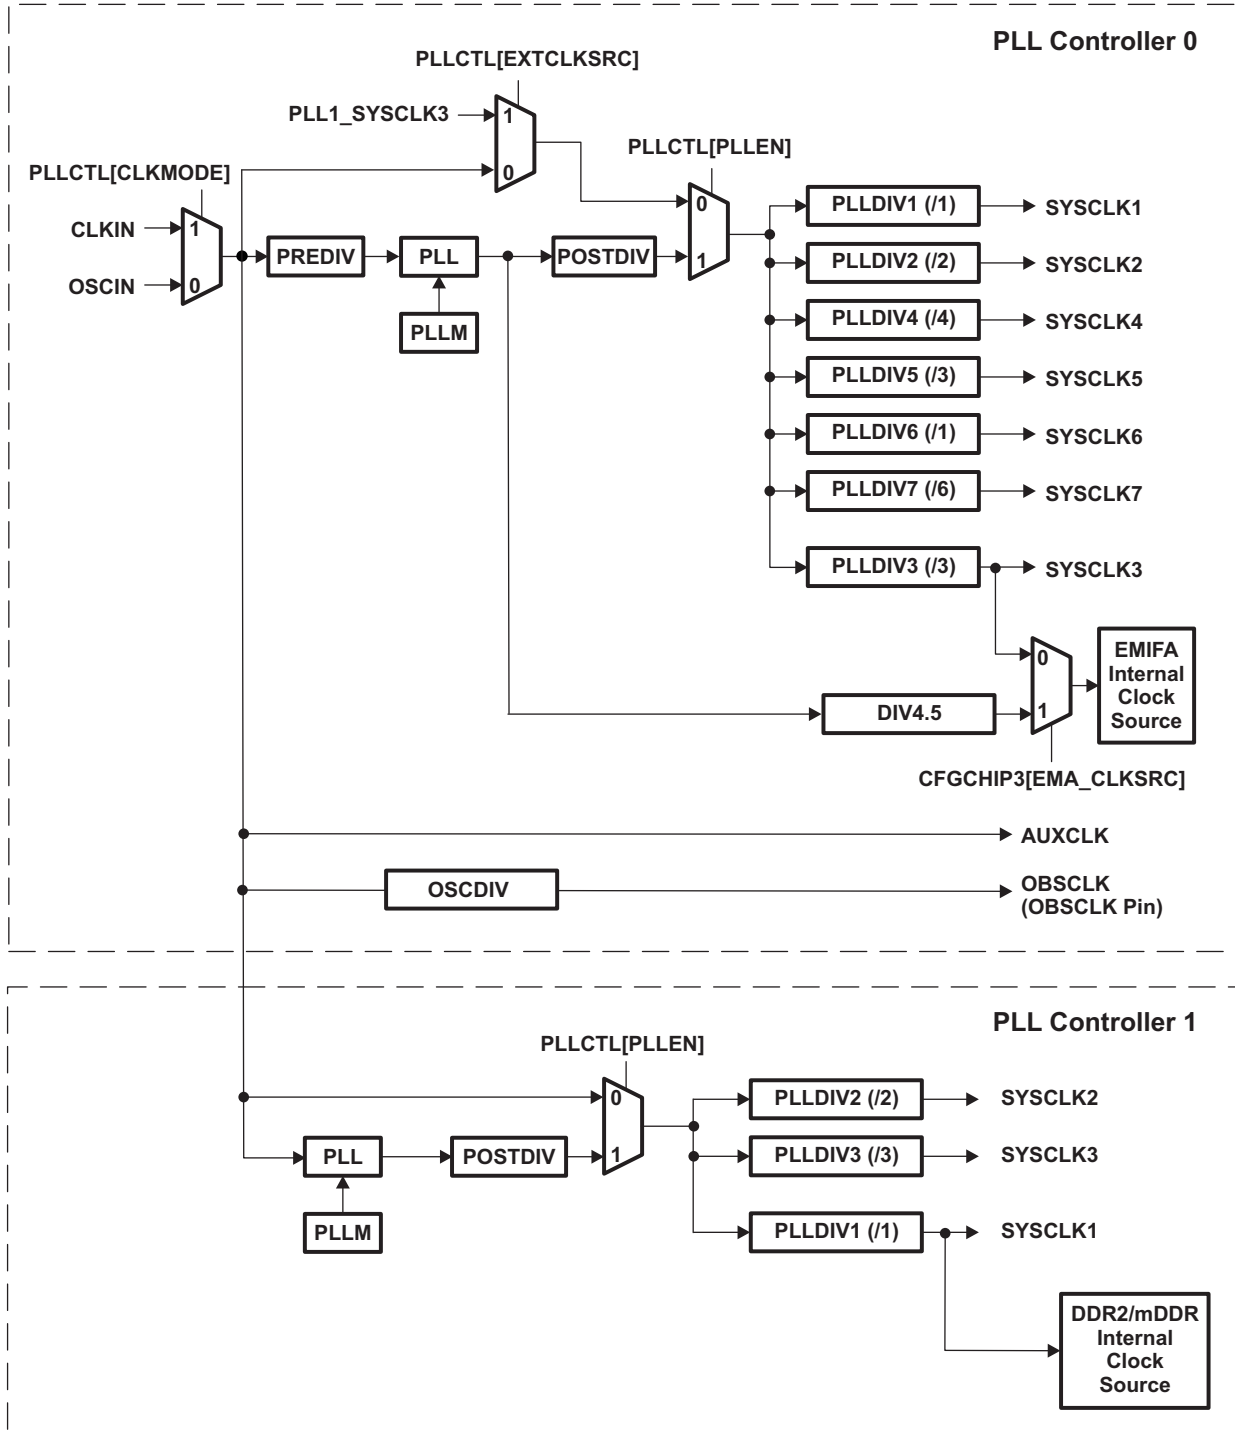 PLL Controller 0
PLLCTL[EXTCLKSRC]
PLL1_SYSCLK3
1
0
PLLCTL[PLLEN]
0
1
PLLCTL[CLKMODE]
CLKIN
1
OSCIN
0
PREDIV
PLL
POSTDIV
PLLM
PLLDIV1 (/1)
SYSCLK1
PLLDIV2 (/2)
SYSCLK2
PLLDIV4 (/4)
SYSCLK4
PLLDIV5 (/3)
SYSCLK5
PLLDIV6 (/1)
SYSCLK6
PLLDIV7 (/6)
SYSCLK7
PLLDIV3 (/3)
SYSCLK3
0
1
EMIFA
Internal
Clock
Source
DIV4.5
CFGCHIP3[EMA_CLKSRC]
AUXCLK
OSCDIV
OBSCLK
(OBSCLK Pin)
PLL Controller 1
PLLCTL[PLLEN]
0
1
PLL
POSTDIV
PLLM
PLLDIV2 (/2)
SYSCLK2
PLLDIV3 (/3)
SYSCLK3
PLLDIV1 (/1)
SYSCLK1
DDR2/mDDR
Internal
Clock
Source